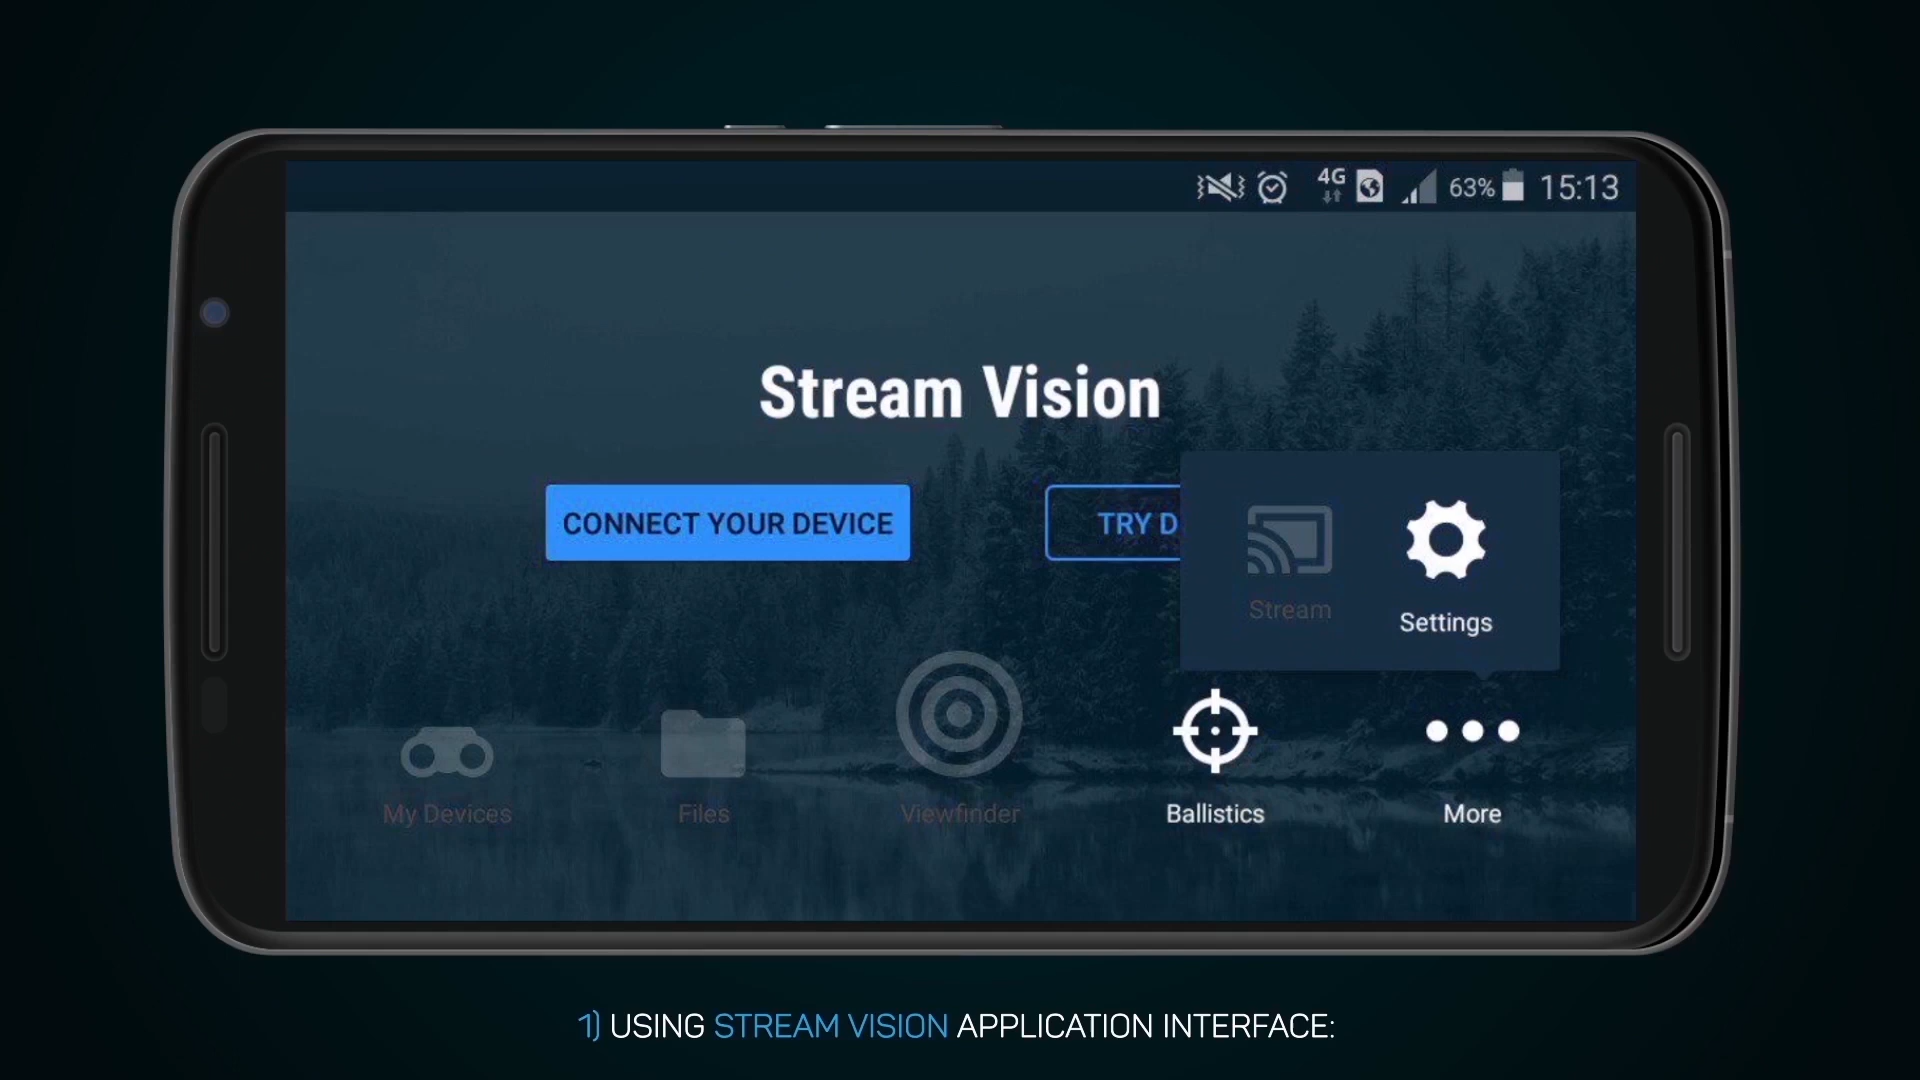 4G 63% 15:13
Stream Vision
CONNECT YOUR DEVICE
TRY D
Stream
Settings
My Devices
Files
Viewfinder
Ballistics
More
1) USING STREAM VISION APPLICATION INTERFACE: